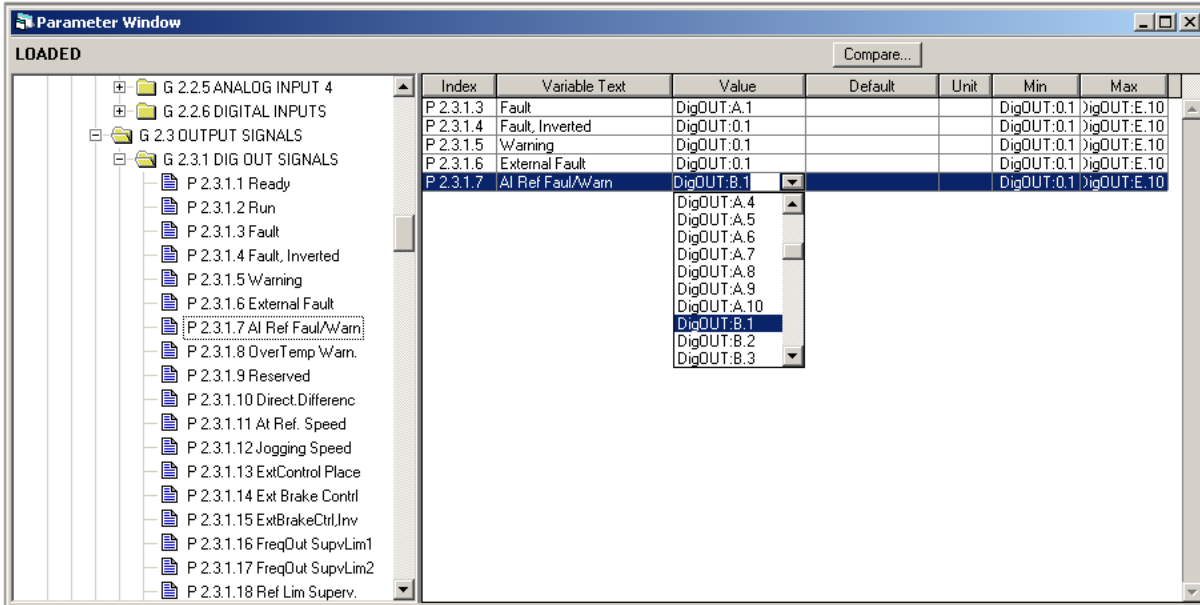 Parameter Window
LOADED
Compare...
G 2.2.5 ANALOG INPUT 4
G 2.2.6 DIGITAL INPUTS
G 2.3 OUTPUT SIGNALS
G 2.3.1 DIG OUT SIGNALS
P 2.3.1.1 Ready
P 2.3.1.2 Run
P 2.3.1.3 Fault
P 2.3.1.4 Fault, Inverted
P 2.3.1.5 Warning
P 2.3.1.6 External Fault
P 2.3.1.7 AI Ref Faul/Warn
P 2.3.1.8 OverTemp Warn.
P 2.3.1.9 Reserved
P 2.3.1.10 Direct.Differenc
P 2.3.1.11 At Ref. Speed
P 2.3.1.12 Jogging Speed
P 2.3.1.13 ExtControl Place
P 2.3.1.14 Ext Brake Contrl
P 2.3.1.15 ExtBrakeCtrl,Inv
P 2.3.1.16 FreqOut SupvLim1
P 2.3.1.17 FreqOut SupvLim2
P 2.3.1.18 Ref Lim Superv.
Index Variable Text Value Default Unit Min Max
P 2.3.1.3 Fault DigOUT:A.1 DigOUT:0.1 DigOUT:E.10
P 2.3.1.4 Fault, Inverted DigOUT:0.1 DigOUT:0.1 DigOUT:E.10
P 2.3.1.5 Warning DigOUT:0.1 DigOUT:0.1 DigOUT:E.10
P 2.3.1.6 External Fault DigOUT:0.1 DigOUT:0.1 DigOUT:E.10
P 2.3.1.7 AI Ref Faul/Warn DigOUT:B.1 DigOUT:0.1 DigOUT:E.10
DigOUT:A.4
DigOUT:A.5
DigOUT:A.6
DigOUT:A.7
DigOUT:A.8
DigOUT:A.9
DigOUT:A.10
DigOUT:B.1
DigOUT:B.2
DigOUT:B.3